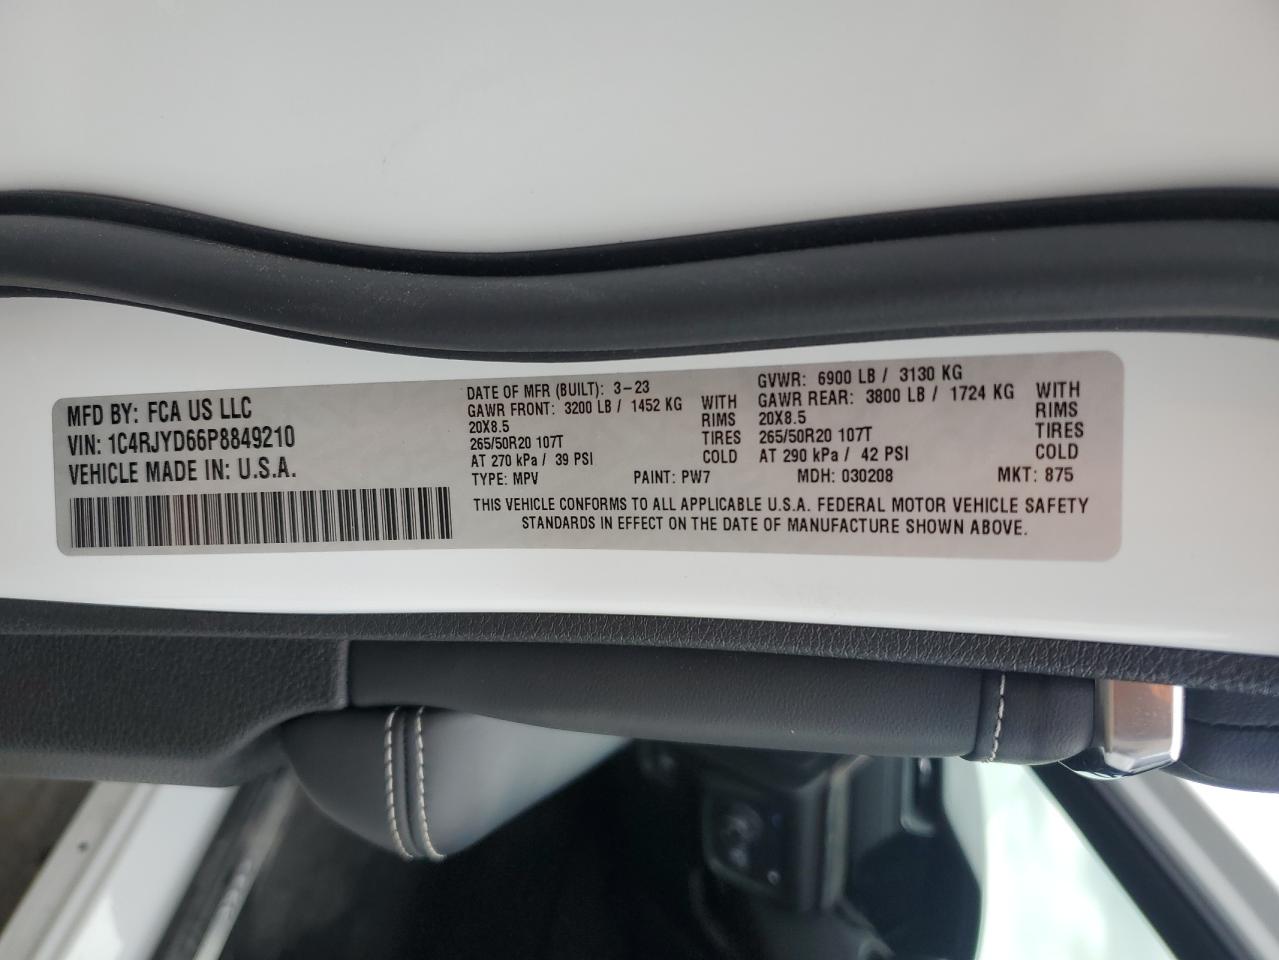 MFD BY: FCA US LLC
VIN: 1C4RJYD66P8849210
VEHICLE MADE IN: U.S.A.
DATE OF MFR (BUILT): 3-23
GAWR FRONT: 3200 LB / 1452 KG WITH
20X8.5 RIMS
265/50R20 107T TIRES
AT 270 kPa / 39 PSI COLD
GVWR: 6900 LB / 3130 KG
GAWR REAR: 3800 LB / 1724 KG WITH
20X8.5 RIMS
265/50R20 107T TIRES
AT 290 kPa / 42 PSI COLD
TYPE: MPV PAINT: PW7 MDH: 030208 MKT: 875
THIS VEHICLE CONFORMS TO ALL APPLICABLE U.S.A. FEDERAL MOTOR VEHICLE SAFETY
STANDARDS IN EFFECT ON THE DATE OF MANUFACTURE SHOWN ABOVE.